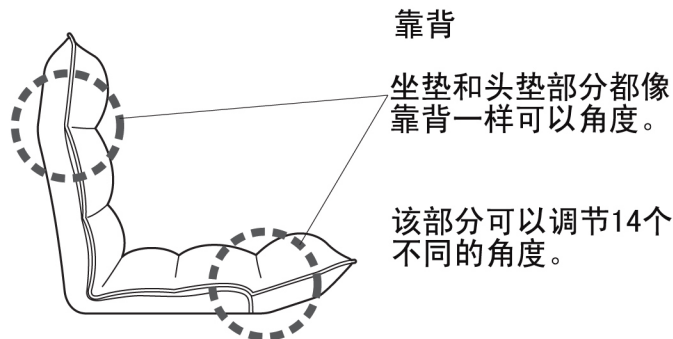 靠背
坐垫和头垫部分都像
靠背一样可以角度。
该部分可以调节14个
不同的角度。